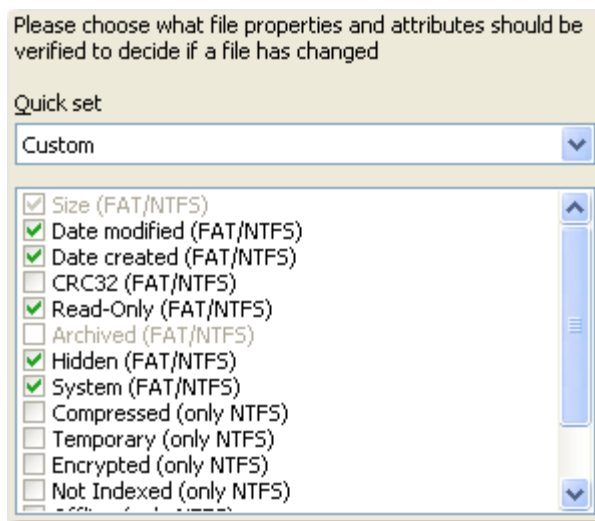 Please choose what file properties and attributes should be
verified to decide if a file has changed
Quick set
Custom
Size (FAT/NTFS)
Date modified (FAT/NTFS)
Date created (FAT/NTFS)
CRC32 (FAT/NTFS)
Read-Only (FAT/NTFS)
Archived (FAT/NTFS)
Hidden (FAT/NTFS)
System (FAT/NTFS)
Compressed (only NTFS)
Temporary (only NTFS)
Encrypted (only NTFS)
Not Indexed (only NTFS)